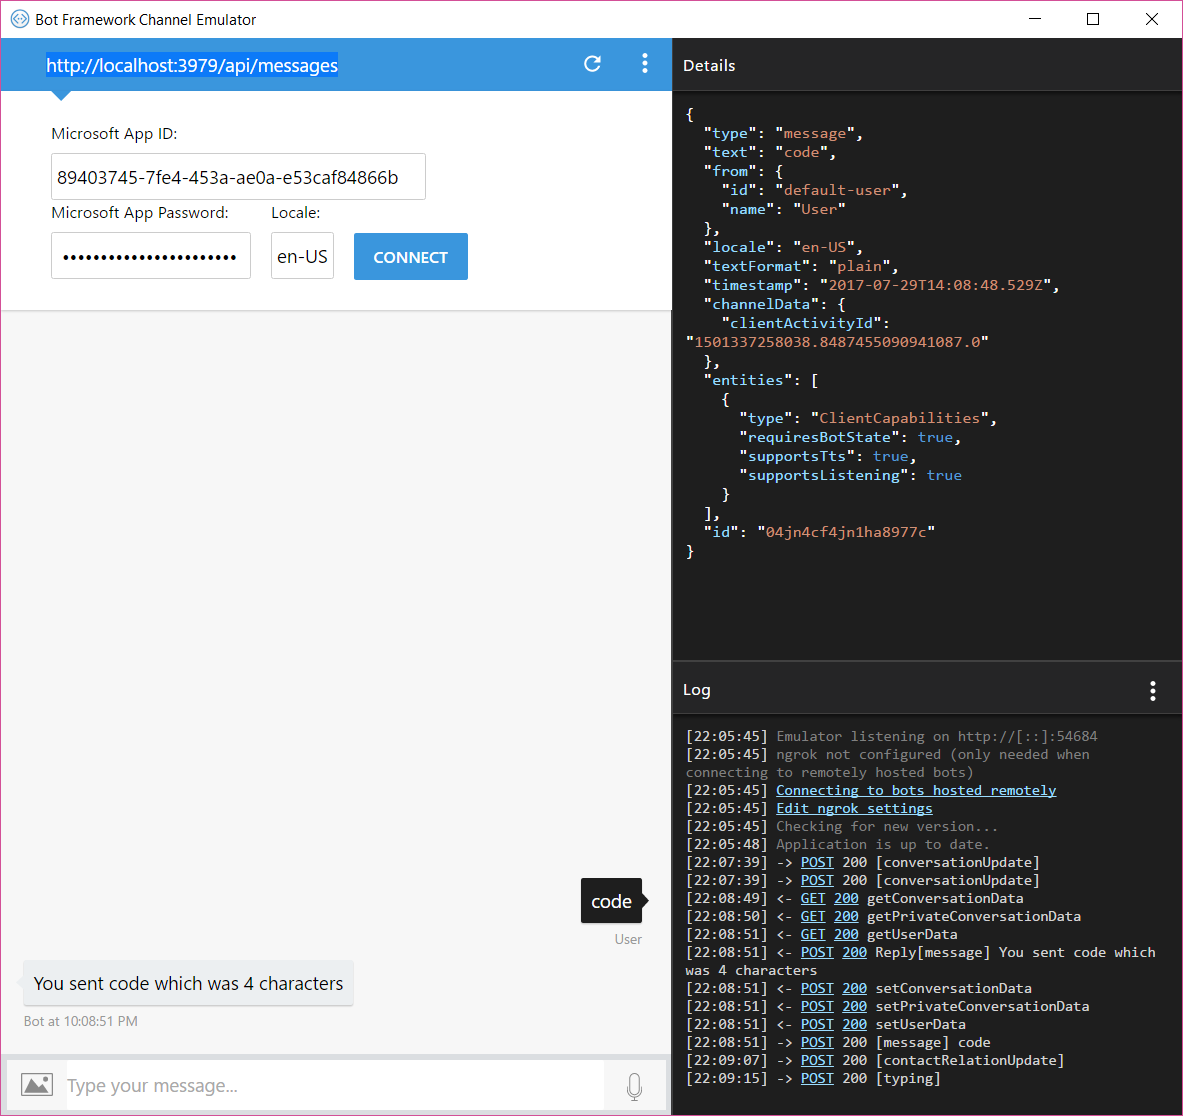 Bot Framework Channel Emulator
http://localhost:3979/api/messages
Microsoft App ID:
89403745-7fe4-453a-ae0a-e53caf84866b
Microsoft App Password:
Locale:
•••••••••••••••••••••••
en-US
CONNECT
code
User
You sent code which was 4 characters
Bot at 10:08:51 PM
Type your message...
Details
{
"type": "message",
"text": "code",
"from": {
"id": "default-user",
"name": "User"
},
"locale": "en-US",
"textFormat": "plain",
"timestamp": "2017-07-29T14:08:48.529Z",
"channelData": {
"clientActivityId":
"1501337258038.8487455090941087.0"
},
"entities": [
{
"type": "ClientCapabilities",
"requiresBotState": true,
"supportsTts": true,
"supportsListening": true
}
],
"id": "04jn4cf4jn1ha8977c"
}
Log
[22:05:45] Emulator listening on http://[::]:54684
[22:05:45] ngrok not configured (only needed when
connecting to remotely hosted bots)
[22:05:45] Connecting to bots hosted remotely
[22:05:45] Edit ngrok settings
[22:05:45] Checking for new version...
[22:05:48] Application is up to date.
[22:07:39] -> POST 200 [conversationUpdate]
[22:07:39] -> POST 200 [conversationUpdate]
[22:08:49] <- GET 200 getConversationData
[22:08:50] <- GET 200 getPrivateConversationData
[22:08:51] <- GET 200 getUserData
[22:08:51] <- POST 200 Reply[message] You sent code which
was 4 characters
[22:08:51] <- POST 200 setConversationData
[22:08:51] <- POST 200 setPrivateConversationData
[22:08:51] <- POST 200 setUserData
[22:08:51] -> POST 200 [message] code
[22:09:07] -> POST 200 [contactRelationUpdate]
[22:09:15] -> POST 200 [typing]